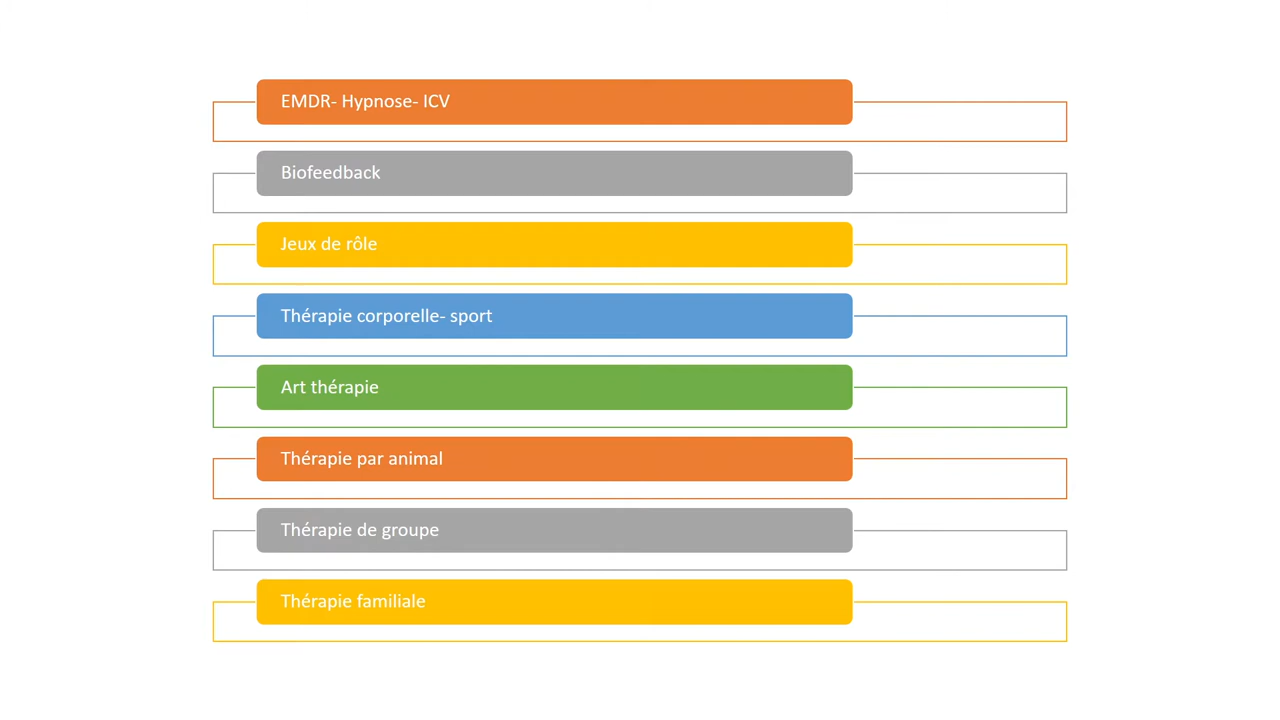 EMDR- Hypnose- ICV
Biofeedback
Jeux de rôle
Thérapie corporelle- sport
Art thérapie
Thérapie par animal
Thérapie de groupe
Thérapie familiale